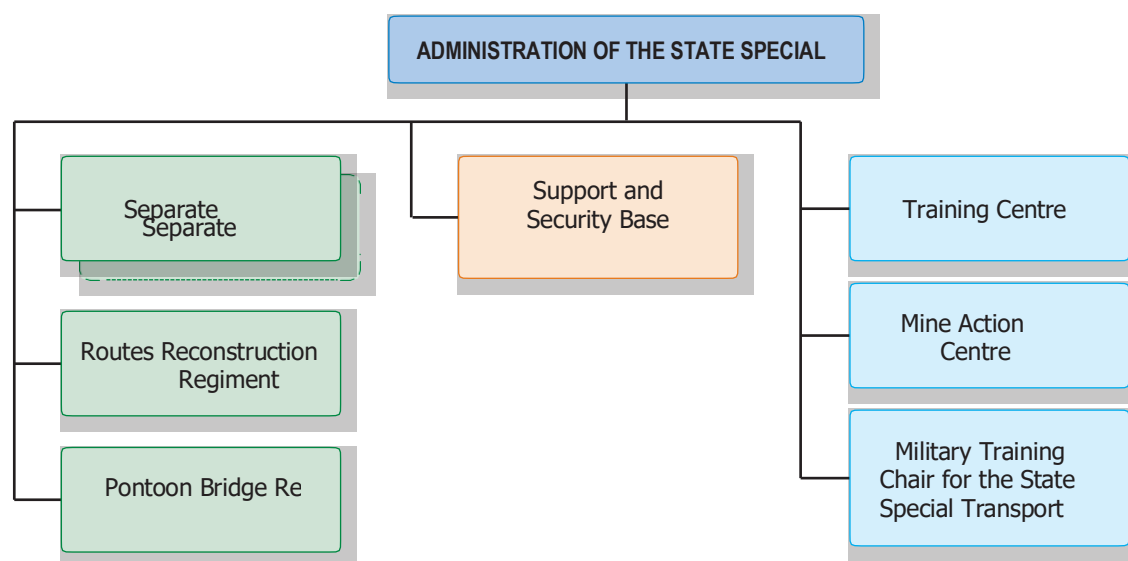 ADMINISTRATION OF THE STATE SPECIAL
Separate
Separate
Routes Reconstruction
Regiment
Pontoon Bridge Re
Support and
Security Base
Training Centre
Mine Action
Centre
Military Training
Chair for the State
Special Transport